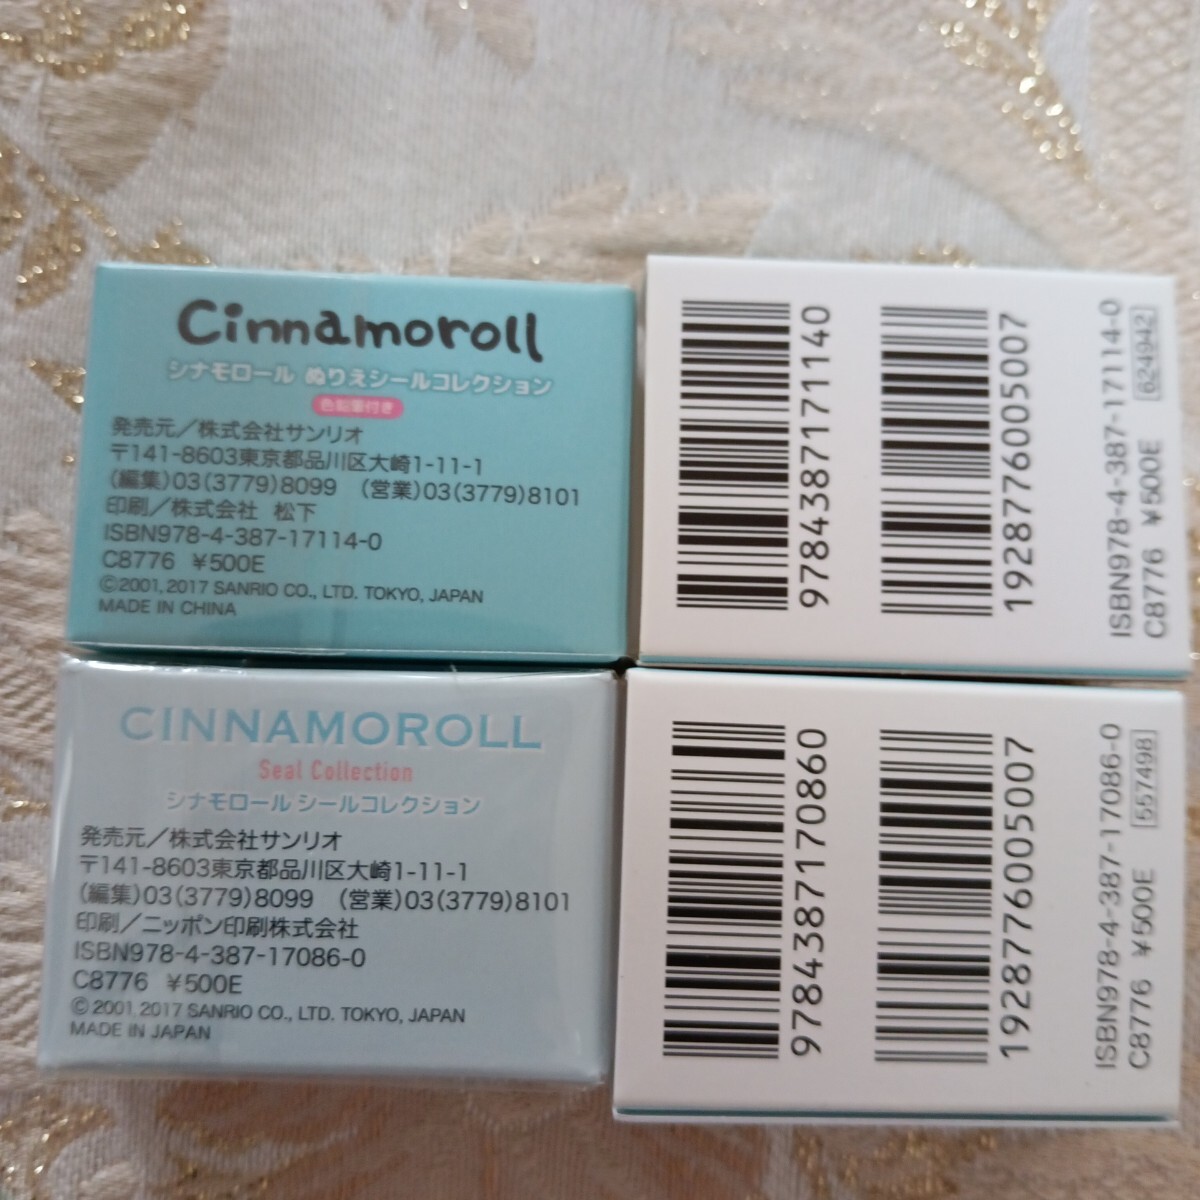 Cinnamoroll
シナモロール ぬりえシールコレクション
色鉛筆付き
発売元／株式会社サンリオ
〒141-8603東京都品川区大崎1-11-1
(編集)03(3779)8099 (営業)03(3779)8101
印刷／株式会社 松下
ISBN978-4-387-17114-0
C8776 ¥500E
©2001, 2017 SANRIO CO., LTD. TOKYO, JAPAN
MADE IN CHINA
9784387171140
1928776005007
ISBN978-4-387-17114-0
C8776 ¥500E
624942
CINNAMOROLL
Seal Collection
シナモロール シールコレクション
発売元／株式会社サンリオ
〒141-8603東京都品川区大崎1-11-1
(編集)03(3779)8099 (営業)03(3779)8101
印刷／ニッポン印刷株式会社
ISBN978-4-387-17086-0
C8776 ¥500E
© 2001, 2017 SANRIO CO., LTD. TOKYO, JAPAN
MADE IN JAPAN
9784387170860
1928776005007
ISBN978-4-387-17086-0
C8776 ¥500E
557498